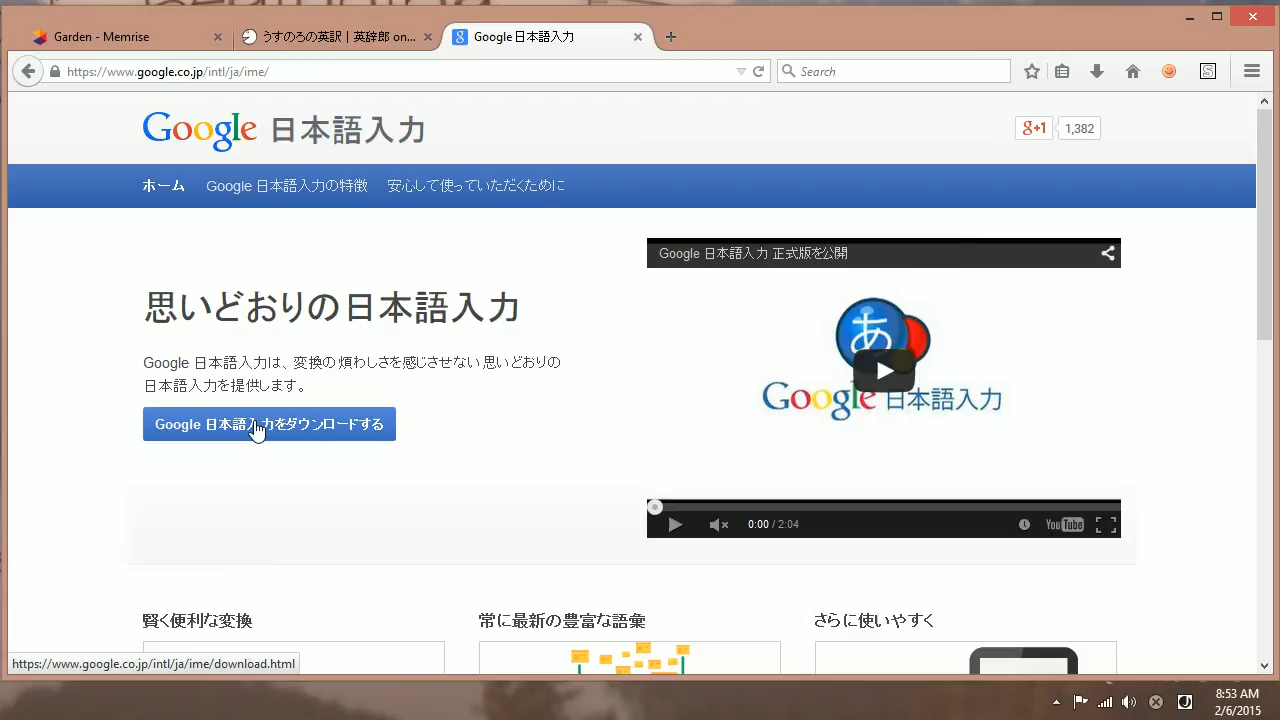 Garden - Memrise
うすのろの英訳 | 英辞郎 on...
Google 日本語入力
https://www.google.co.jp/intl/ja/ime/
Search
Google 日本語入力
g+1
1,382
ホーム
Google 日本語入力の特徴
安心して使っていただくために
Google 日本語入力 正式版を公開
思いどおりの日本語入力
Google 日本語入力は、変換の煩わしさを感じさせない思いどおりの
日本語入力を提供します。
Google 日本語入力をダウンロードする
あ
Google 日本語入力
0:00 / 2:04
YouTube
賢く便利な変換
常に最新の豊富な語彙
さらに使いやすく
https://www.google.co.jp/intl/ja/ime/download.html
8:53 AM
2/6/2015